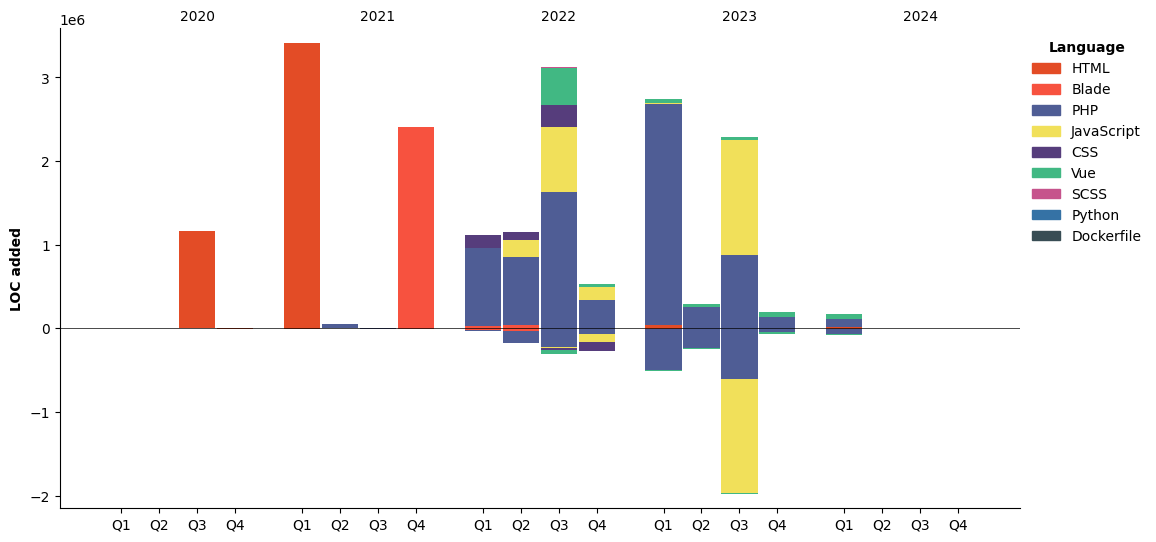 1e6
2020 2021 2022 2023 2024
3
2
1
0
−1
−2
LOC added
Q1 Q2 Q3 Q4 Q1 Q2 Q3 Q4 Q1 Q2 Q3 Q4 Q1 Q2 Q3 Q4 Q1 Q2 Q3 Q4
Language
HTML
Blade
PHP
JavaScript
CSS
Vue
SCSS
Python
Dockerfile